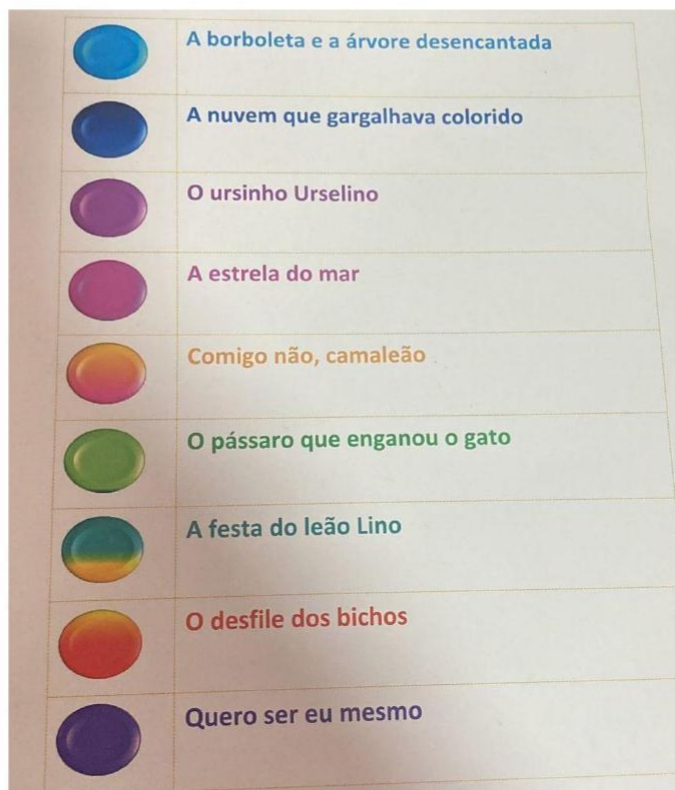 A borboleta e a árvore desencantada
A nuvem que gargalhava colorido
O ursinho Urselino
A estrela do mar
Comigo não, camaleão
O pássaro que enganou o gato
A festa do leão Lino
O desfile dos bichos
Quero ser eu mesmo